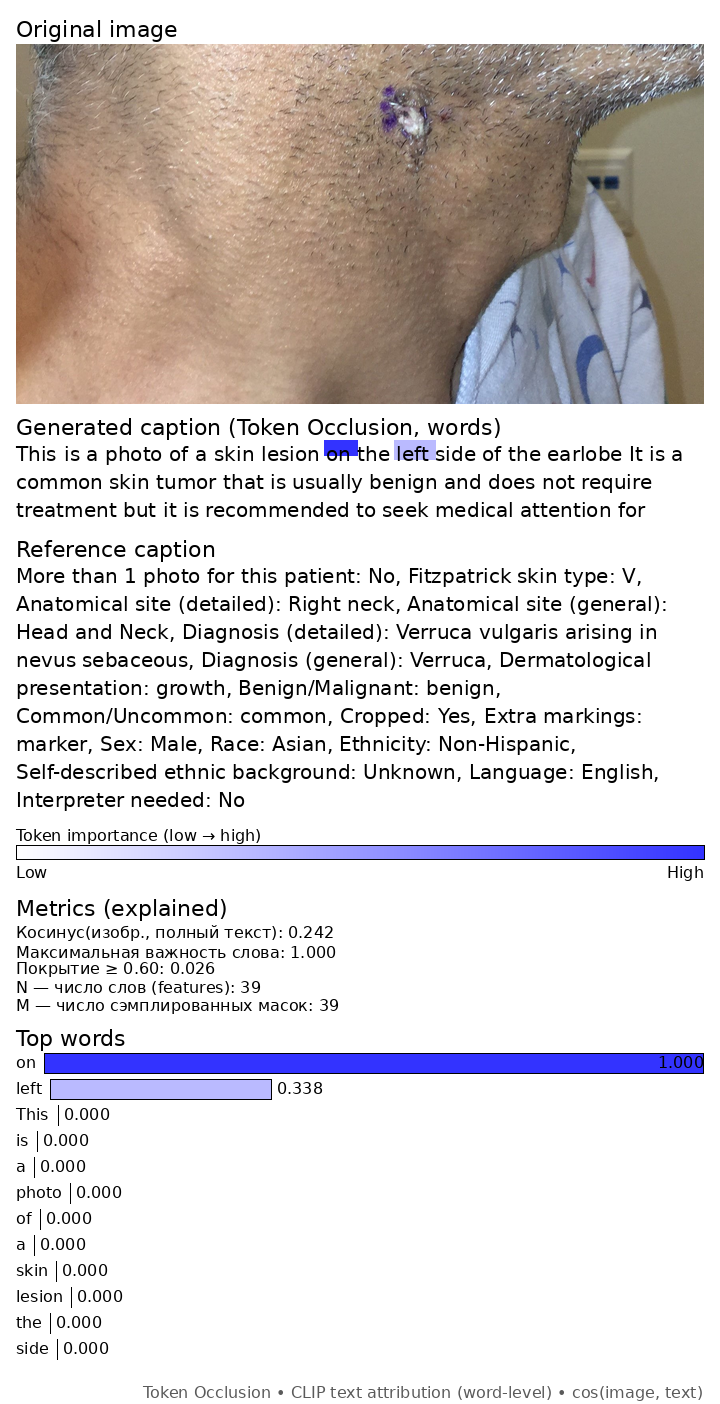 Original image
Generated caption (Token Occlusion, words)
This is a photo of a skin lesion on the left side of the earlobe It is a
common skin tumor that is usually benign and does not require
treatment but it is recommended to seek medical attention for
Reference caption
More than 1 photo for this patient: No, Fitzpatrick skin type: V,
Anatomical site (detailed): Right neck, Anatomical site (general):
Head and Neck, Diagnosis (detailed): Verruca vulgaris arising in
nevus sebaceous, Diagnosis (general): Verruca, Dermatological
presentation: growth, Benign/Malignant: benign,
Common/Uncommon: common, Cropped: Yes, Extra markings:
marker, Sex: Male, Race: Asian, Ethnicity: Non-Hispanic,
Self-described ethnic background: Unknown, Language: English,
Interpreter needed: No
Token importance (low → high)
Low High
Metrics (explained)
Косинус(изобр., полный текст): 0.242
Максимальная важность слова: 1.000
Покрытие ≥ 0.60: 0.026
N — число слов (features): 39
M — число сэмплированных масок: 39
Top words
on 1.000
left 0.338
This 0.000
is 0.000
a 0.000
photo 0.000
of 0.000
a 0.000
skin 0.000
lesion 0.000
the 0.000
side 0.000
Token Occlusion • CLIP text attribution (word-level) • cos(image, text)